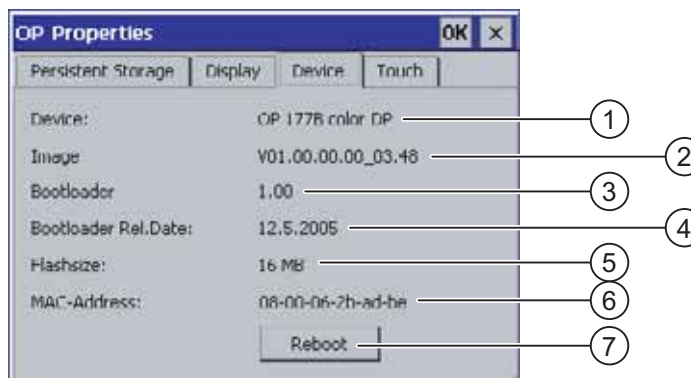 OP Properties OK ×
Persistent Storage Display Device Touch
Device: OP 177B color DP 1
Image V01.00.00.00_03.48 2
Bootloader 1.00 3
Bootloader Rel.Date: 12.5.2005 4
Flashsize: 16 MB 5
MAC-Address: 08-00-06-2b-ad-be 6
Reboot 7